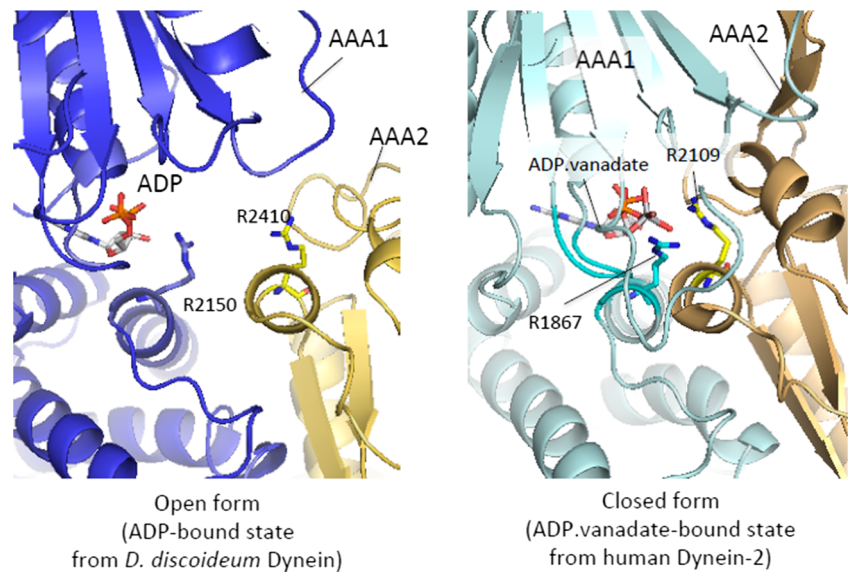 AAA1
AAA2
ADP
R2410
R2150
Open form
(ADP-bound state
from D. discoideum Dynein)
AAA2
AAA1
R2109
ADP.vanadate
R1867
Closed form
(ADP.vanadate-bound state
from human Dynein-2)